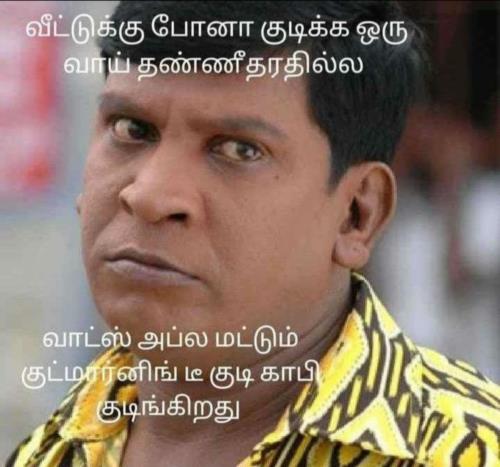 வீட்டுக்கு போனா குடிக்க ஒரு
வாய் தண்ணீதரதில்ல
வாட்ஸ் அப்ல மட்டும்
குட்மார்னிங் டீ குடி காபி
குடிங்கிறது